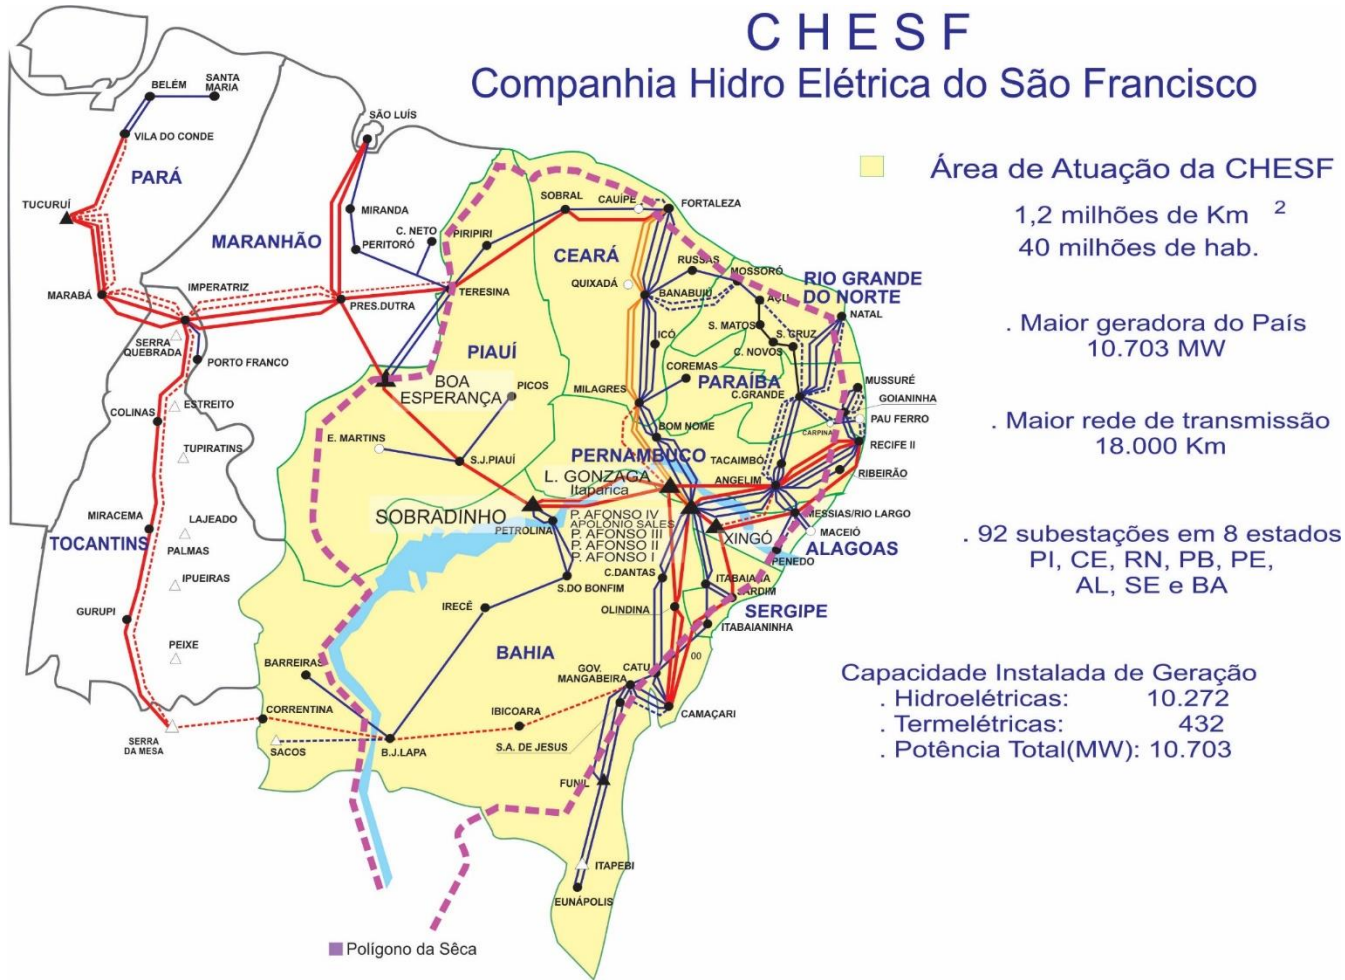 C H E S F
Companhia Hidro Elétrica do São Francisco
Área de Atuação da CHESF
1,2 milhões de Km 2
40 milhões de hab.
. Maior geradora do País
10.703 MW
. Maior rede de transmissão
18.000 Km
. 92 subestações em 8 estados
PI, CE, RN, PB, PE,
AL, SE e BA
Capacidade Instalada de Geração
. Hidroelétricas: 10.272
. Termelétricas: 432
. Potência Total(MW): 10.703
BELÉM
SANTA
MARIA
VILA DO CONDE
PARÁ
TUCURUÍ
MARABÁ
SÃO LUÍS
MIRANDA
MARANHÃO
C. NETO
PERITORÓ
IMPERATRIZ
PRES.DUTRA
TERESINA
PIRIPIRI
SOBRAL
CAUÍPE
FORTALEZA
CEARÁ
QUIXADÁ
BANABUIÚ
RUSSAS
MOSSORÓ
RIO GRANDE
DO NORTE
AÇU
NATAL
S. MATOS
S. CRUZ
C. NOVOS
ICÓ
COREMAS
PARAÍBA
C.GRANDE
MUSSURÉ
GOIANINHA
PAU FERRO
CARPINA
RECIFE II
RIBEIRÃO
MILAGRES
BOM NOME
PERNAMBUCO
TACAIMBÓ
ANGELIM
MESSIAS/RIO LARGO
MACEIÓ
ALAGOAS
PENEDO
SERRA
QUEBRADA
PORTO FRANCO
ESTREITO
COLINAS
TUPIRATINS
MIRACEMA
LAJEADO
TOCANTINS
PALMAS
IPUEIRAS
GURUPI
PEIXE
SERRA
DA MESA
PIAUÍ
BOA
ESPERANÇA
PICOS
E. MARTINS
S.J.PIAUÍ
L. GONZAGA
Itaparica
SOBRADINHO
PETROLINA
P. AFONSO IV
APOLÔNIO SALES
P. AFONSO III
P. AFONSO II
P. AFONSO I
XINGÓ
C.DANTAS
ITABAIANA
JARDIM
SERGIPE
ITABAIANINHA
OLINDINA
S.DO BONFIM
IRECÊ
BAHIA
00
BARREIRAS
CORRENTINA
SACOS
B.J.LAPA
IBICOARA
GOV.
MANGABEIRA
CATU
CAMAÇARI
S.A. DE JESUS
FUNIL
ITAPEBI
EUNÁPOLIS
Polígono da Sêca